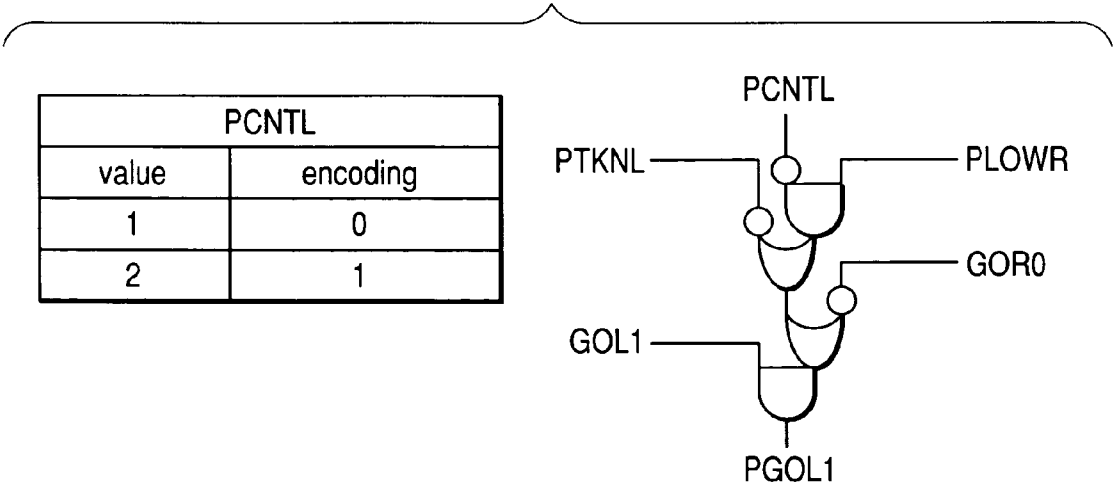 PCNTL
value encoding
1 0
2 1
PCNTL
PTKNL PLOWR
GOR0
GOL1
PGOL1